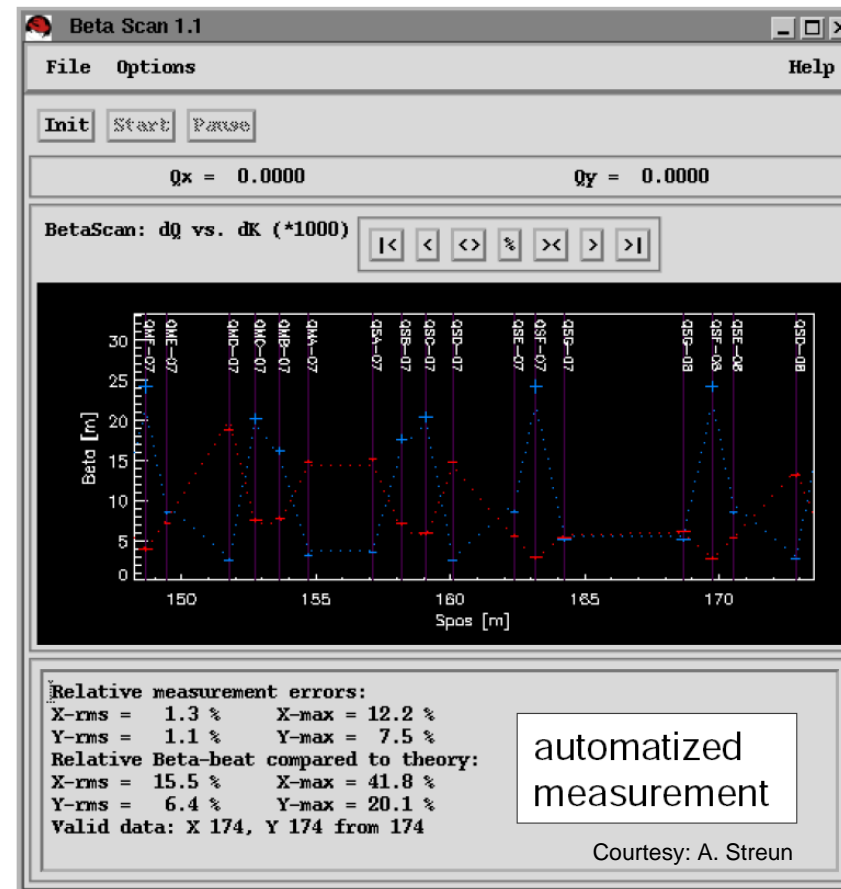 Beta Scan 1.1
File Options Help
Init Start Pause
Qx = 0.0000 Qy = 0.0000
BetaScan: dQ vs. dK (*1000) |< < <> % >< > >|
QMF-07 QME-07 QMD-07 QMC-07 QMB-07 QMA-07 QSA-07 QSB-07 QSC-07 QSD-07 QSE-07 QSF-07 QSG-07 QSG-08 QSF-08 QSE-08 QSD-08
30
25
20
15
10
5
0
Beta [m]
150 155 160 165 170
Spos [m]
Relative measurement errors:
X-rms = 1.3 % X-max = 12.2 %
Y-rms = 1.1 % Y-max = 7.5 %
Relative Beta-beat compared to theory:
X-rms = 15.5 % X-max = 41.8 %
Y-rms = 6.4 % Y-max = 20.1 %
Valid data: X 174, Y 174 from 174
automatized
measurement
Courtesy: A. Streun